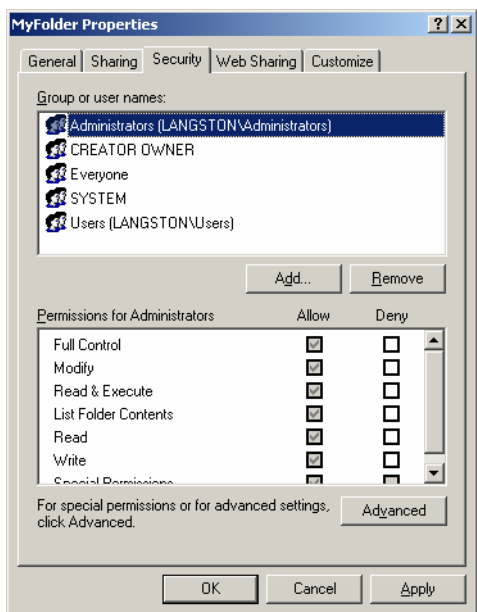 MyFolder Properties
General Sharing Security Web Sharing Customize
Group or user names:
Administrators (LANGSTON\Administrators)
CREATOR OWNER
Everyone
SYSTEM
Users (LANGSTON\Users)
Add... Remove
Permissions for Administrators Allow Deny
Full Control
Modify
Read & Execute
List Folder Contents
Read
Write
Special Permissions
For special permissions or for advanced settings,
click Advanced.
Advanced
OK Cancel Apply